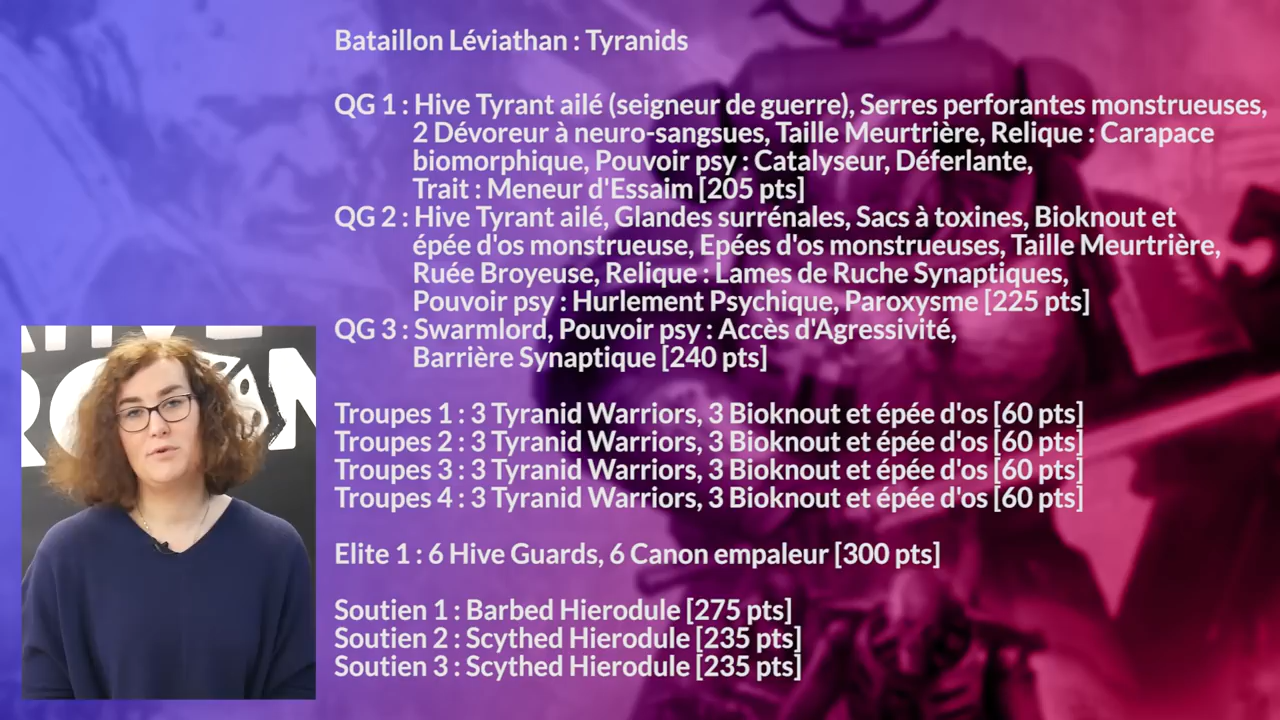 Bataillon Léviathan : Tyranids
QG 1 : Hive Tyrant ailé (seigneur de guerre), Serres perforantes monstrueuses,
2 Dévoreur à neuro-sangsues, Taille Meurtrière, Relique : Carapace
biomorphique, Pouvoir psy : Catalyseur, Déferlante,
Trait : Meneur d'Essaim [205 pts]
QG 2 : Hive Tyrant ailé, Glandes surrénales, Sacs à toxines, Bioknout et
épée d'os monstrueuse, Epées d'os monstrueuses, Taille Meurtrière,
Ruée Broyeuse, Relique : Lames de Ruche Synaptiques,
Pouvoir psy : Hurlement Psychique, Paroxysme [225 pts]
QG 3 : Swarmlord, Pouvoir psy : Accès d'Agressivité,
Barrière Synaptique [240 pts]
Troupes 1 : 3 Tyranid Warriors, 3 Bioknout et épée d'os [60 pts]
Troupes 2 : 3 Tyranid Warriors, 3 Bioknout et épée d'os [60 pts]
Troupes 3 : 3 Tyranid Warriors, 3 Bioknout et épée d'os [60 pts]
Troupes 4 : 3 Tyranid Warriors, 3 Bioknout et épée d'os [60 pts]
Elite 1 : 6 Hive Guards, 6 Canon empaleur [300 pts]
Soutien 1 : Barbed Hierodule [275 pts]
Soutien 2 : Scythed Hierodule [235 pts]
Soutien 3 : Scythed Hierodule [235 pts]